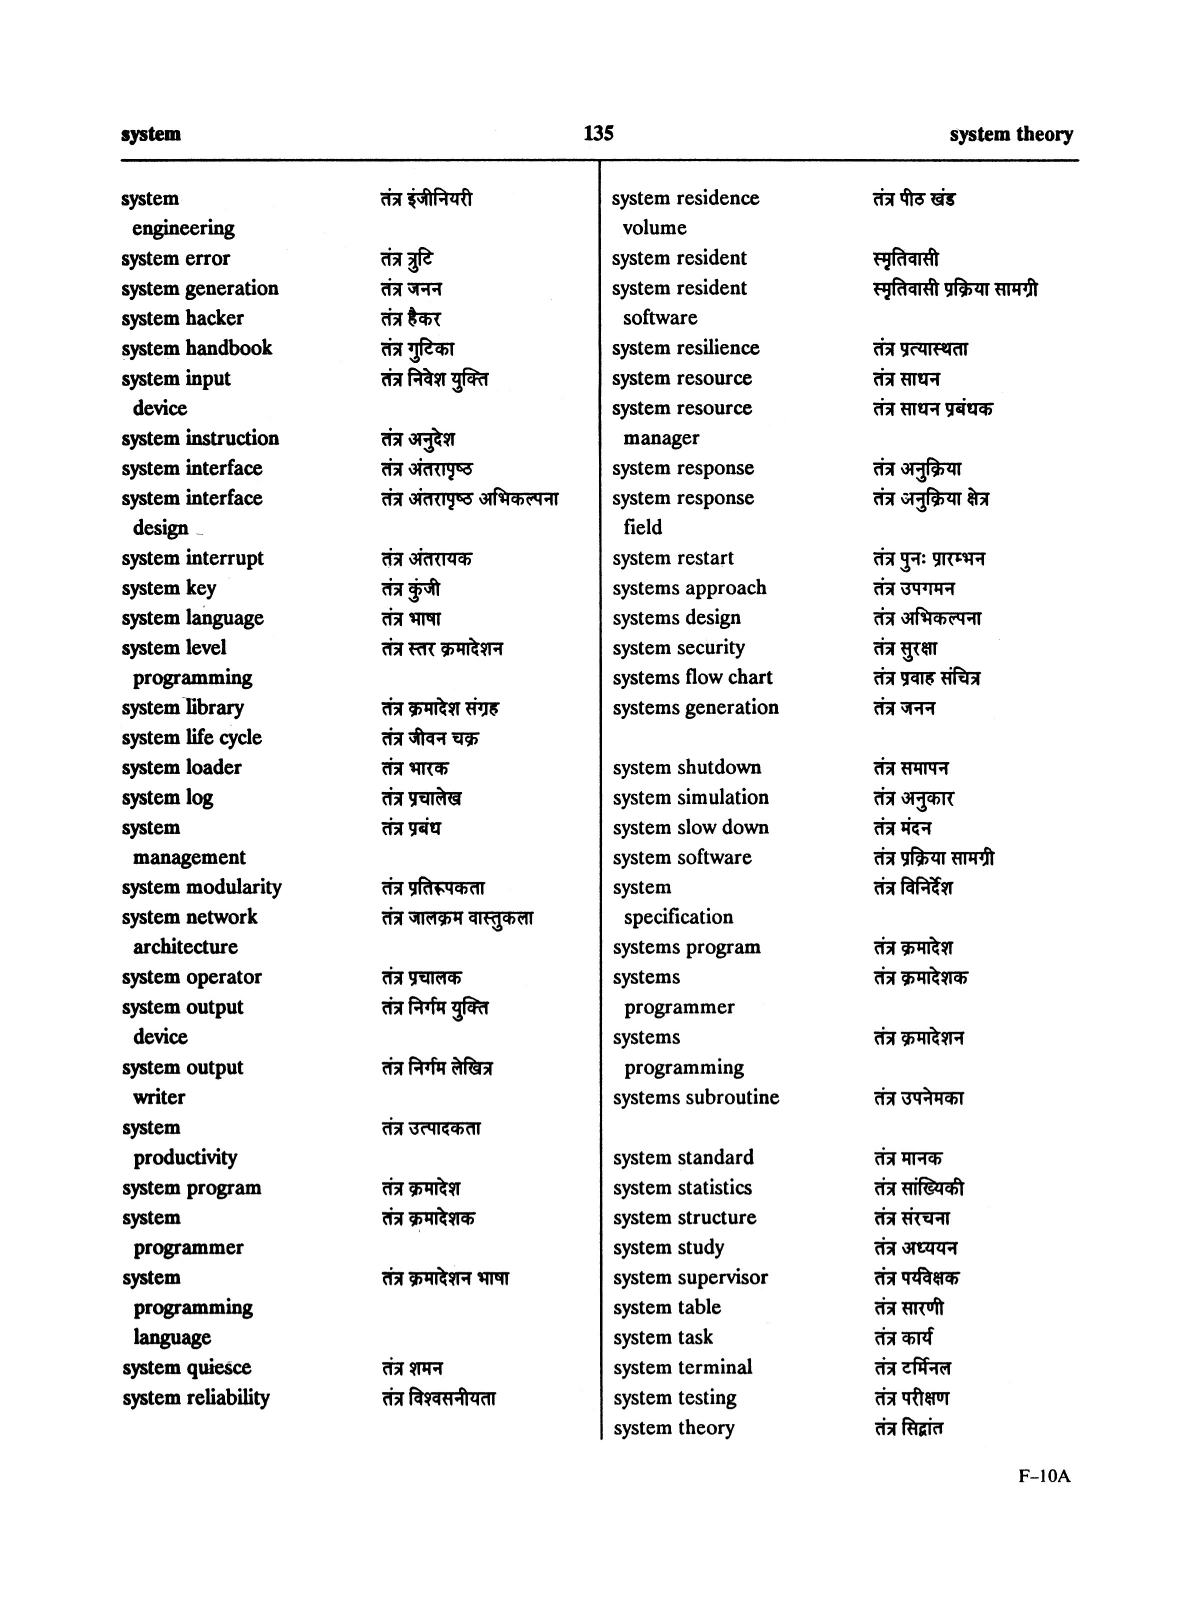 system 135 system theory
system तंत्र इंजीनियरी
engineering
system error तंत्र त्रुटि
system generation तंत्र जनन
system hacker तंत्र हैकर
system handbook तंत्र गुटिका
system input तंत्र निवेश युक्ति
device
system instruction तंत्र अनुदेश
system interface तंत्र अंतरापृष्ठ
system interface तंत्र अंतरापृष्ठ अभिकल्पना
design
system interrupt तंत्र अंतरायक
system key तंत्र कुंजी
system language तंत्र भाषा
system level तंत्र स्तर क्रमादेशन
programming
system library तंत्र क्रमादेश संग्रह
system life cycle तंत्र जीवन चक्र
system loader तंत्र भारक
system log तंत्र प्रचालेख
system तंत्र प्रबंध
management
system modularity तंत्र प्रतिरूपकता
system network तंत्र जालक्रम वास्तुकला
architecture
system operator तंत्र प्रचालक
system output तंत्र निर्गम युक्ति
device
system output तंत्र निर्गम लेखित्र
writer
system तंत्र उत्पादकता
productivity
system program तंत्र क्रमादेश
system तंत्र क्रमादेशक
programmer
system तंत्र क्रमादेशन भाषा
programming
language
system quiesce तंत्र शमन
system reliability तंत्र विश्वसनीयता
system residence तंत्र पीठ खंड
volume
system resident स्मृतिवासी
system resident स्मृतिवासी प्रक्रिया सामग्री
software
system resilience तंत्र प्रत्यास्थता
system resource तंत्र साधन
system resource तंत्र साधन प्रबंधक
manager
system response तंत्र अनुक्रिया
system response तंत्र अनुक्रिया क्षेत्र
field
system restart तंत्र पुनः प्रारम्भन
systems approach तंत्र उपगमन
systems design तंत्र अभिकल्पना
system security तंत्र सुरक्षा
systems flow chart तंत्र प्रवाह संचित्र
systems generation तंत्र जनन
system shutdown तंत्र समापन
system simulation तंत्र अनुकार
system slow down तंत्र मंदन
system software तंत्र प्रक्रिया सामग्री
system तंत्र विनिर्देश
specification
systems program तंत्र क्रमादेश
systems तंत्र क्रमादेशक
programmer
systems तंत्र क्रमादेशन
programming
systems subroutine तंत्र उपनेमका
system standard तंत्र मानक
system statistics तंत्र सांख्यिकी
system structure तंत्र संरचना
system study तंत्र अध्ययन
system supervisor तंत्र पर्यवेक्षक
system table तंत्र सारणी
system task तंत्र कार्य
system terminal तंत्र टर्मिनल
system testing तंत्र परीक्षण
system theory तंत्र सिद्वांत
F-10A